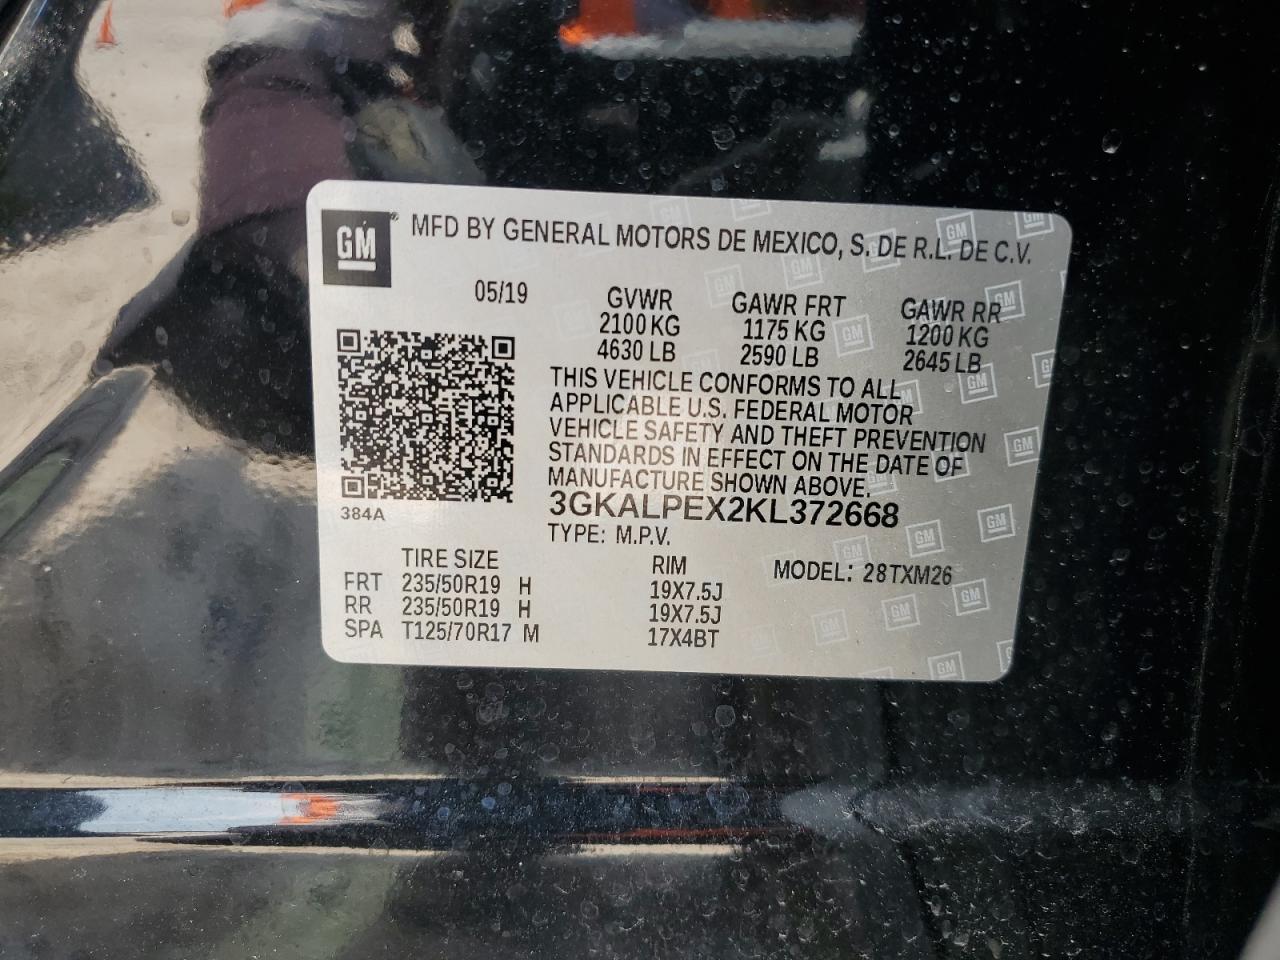 GM® MFD BY GENERAL MOTORS DE MEXICO, S. DE R.L. DE C.V.
05/19 GVWR GAWR FRT GAWR RR
2100 KG 1175 KG 1200 KG
4630 LB 2590 LB 2645 LB
THIS VEHICLE CONFORMS TO ALL
APPLICABLE U.S. FEDERAL MOTOR
VEHICLE SAFETY AND THEFT PREVENTION
STANDARDS IN EFFECT ON THE DATE OF
MANUFACTURE SHOWN ABOVE.
3GKALPEX2KL372668
384A
TYPE: M.P.V.
TIRE SIZE RIM MODEL: 28TXM26
FRT 235/50R19 H 19X7.5J
RR 235/50R19 H 19X7.5J
SPA T125/70R17 M 17X4BT